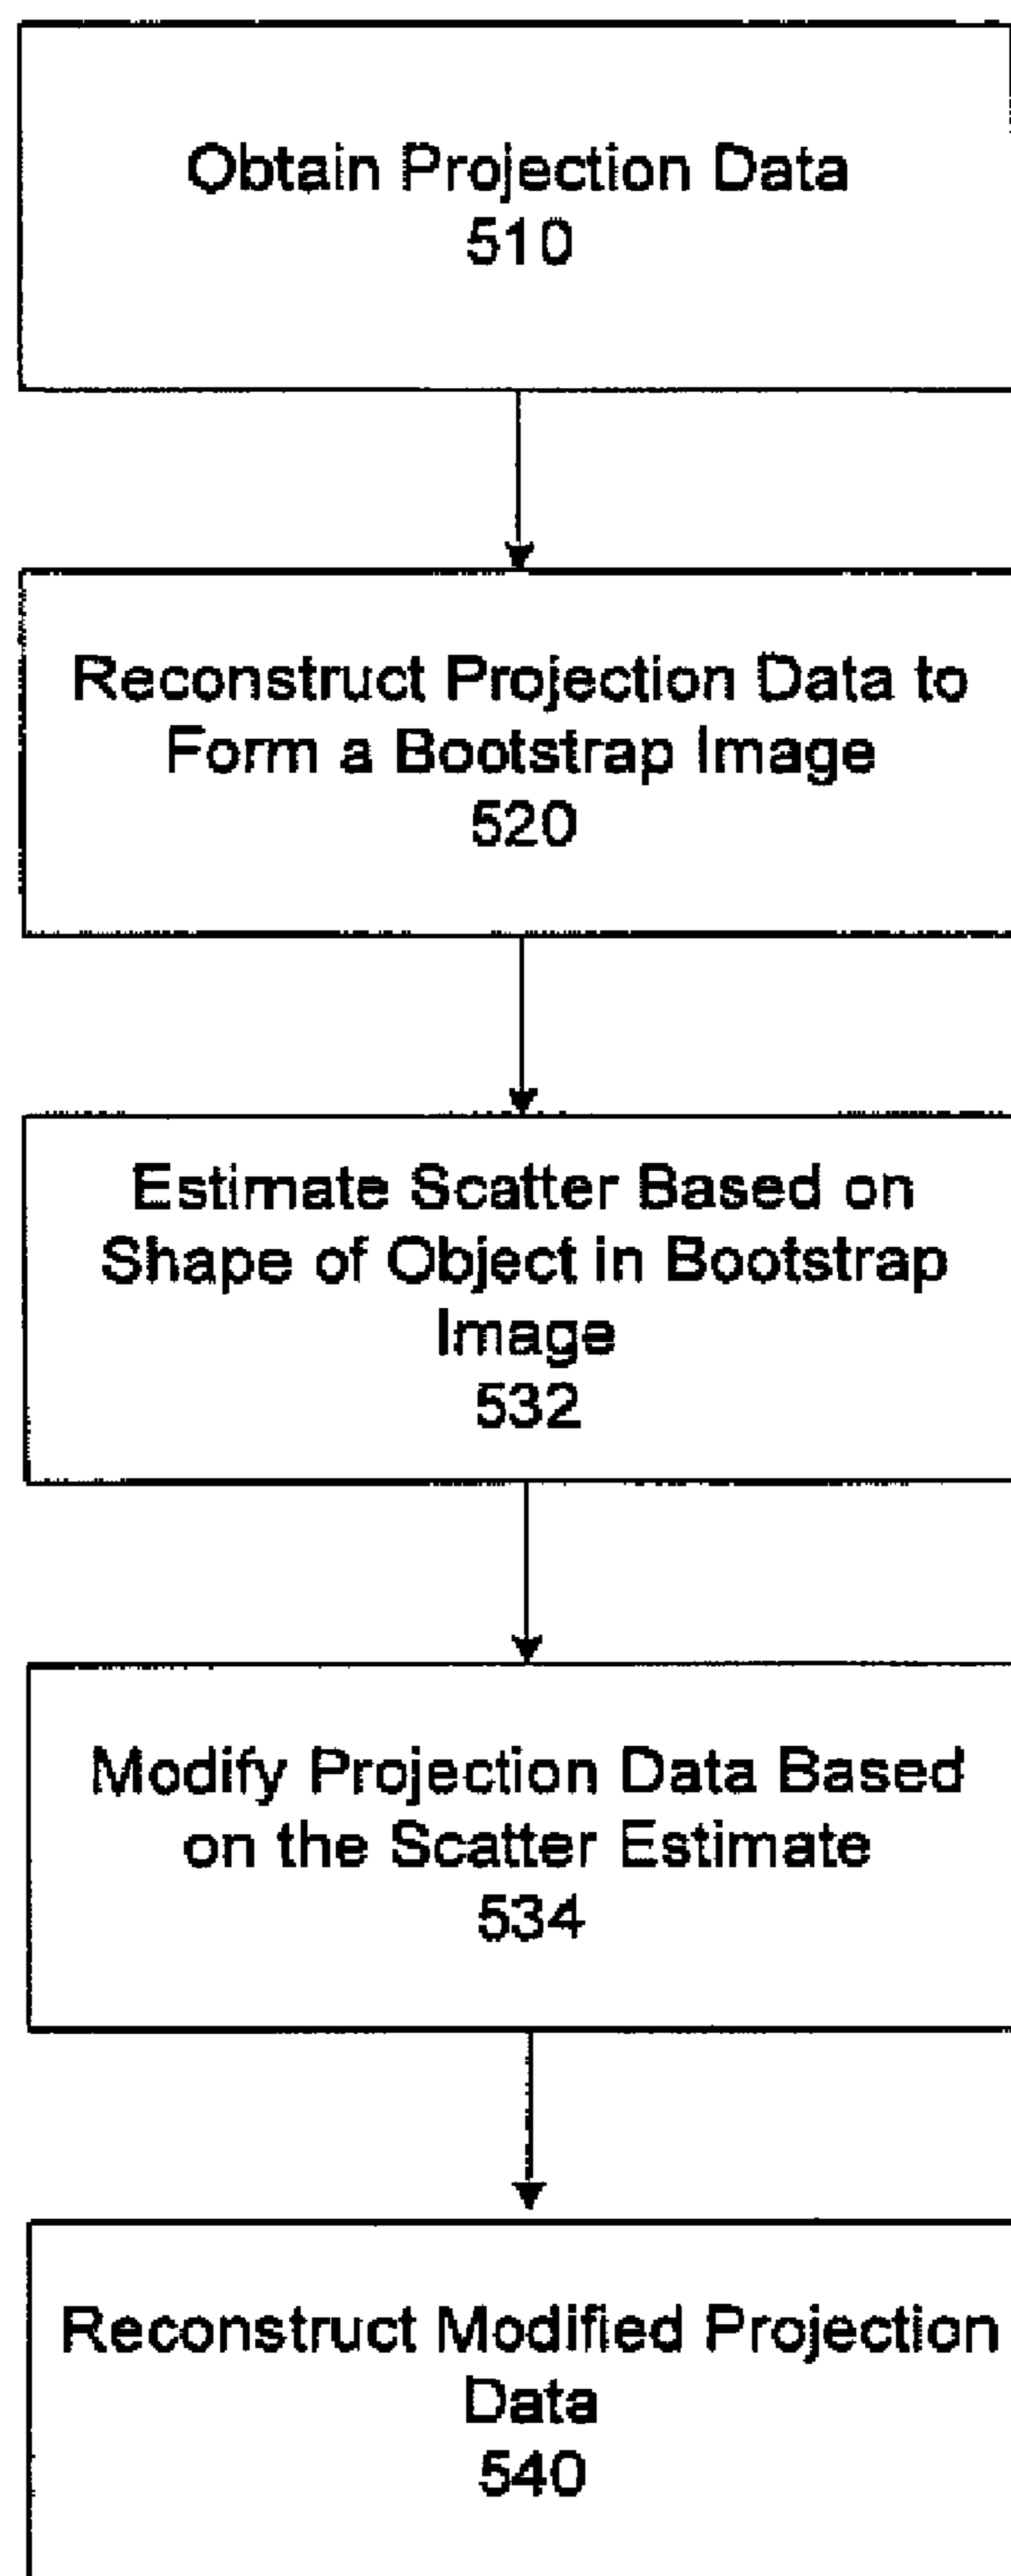 Obtain Projection Data
510
Reconstruct Projection Data to
Form a Bootstrap Image
520
Estimate Scatter Based on
Shape of Object in Bootstrap
Image
532
Modify Projection Data Based
on the Scatter Estimate
534
Reconstruct Modified Projection
Data
540